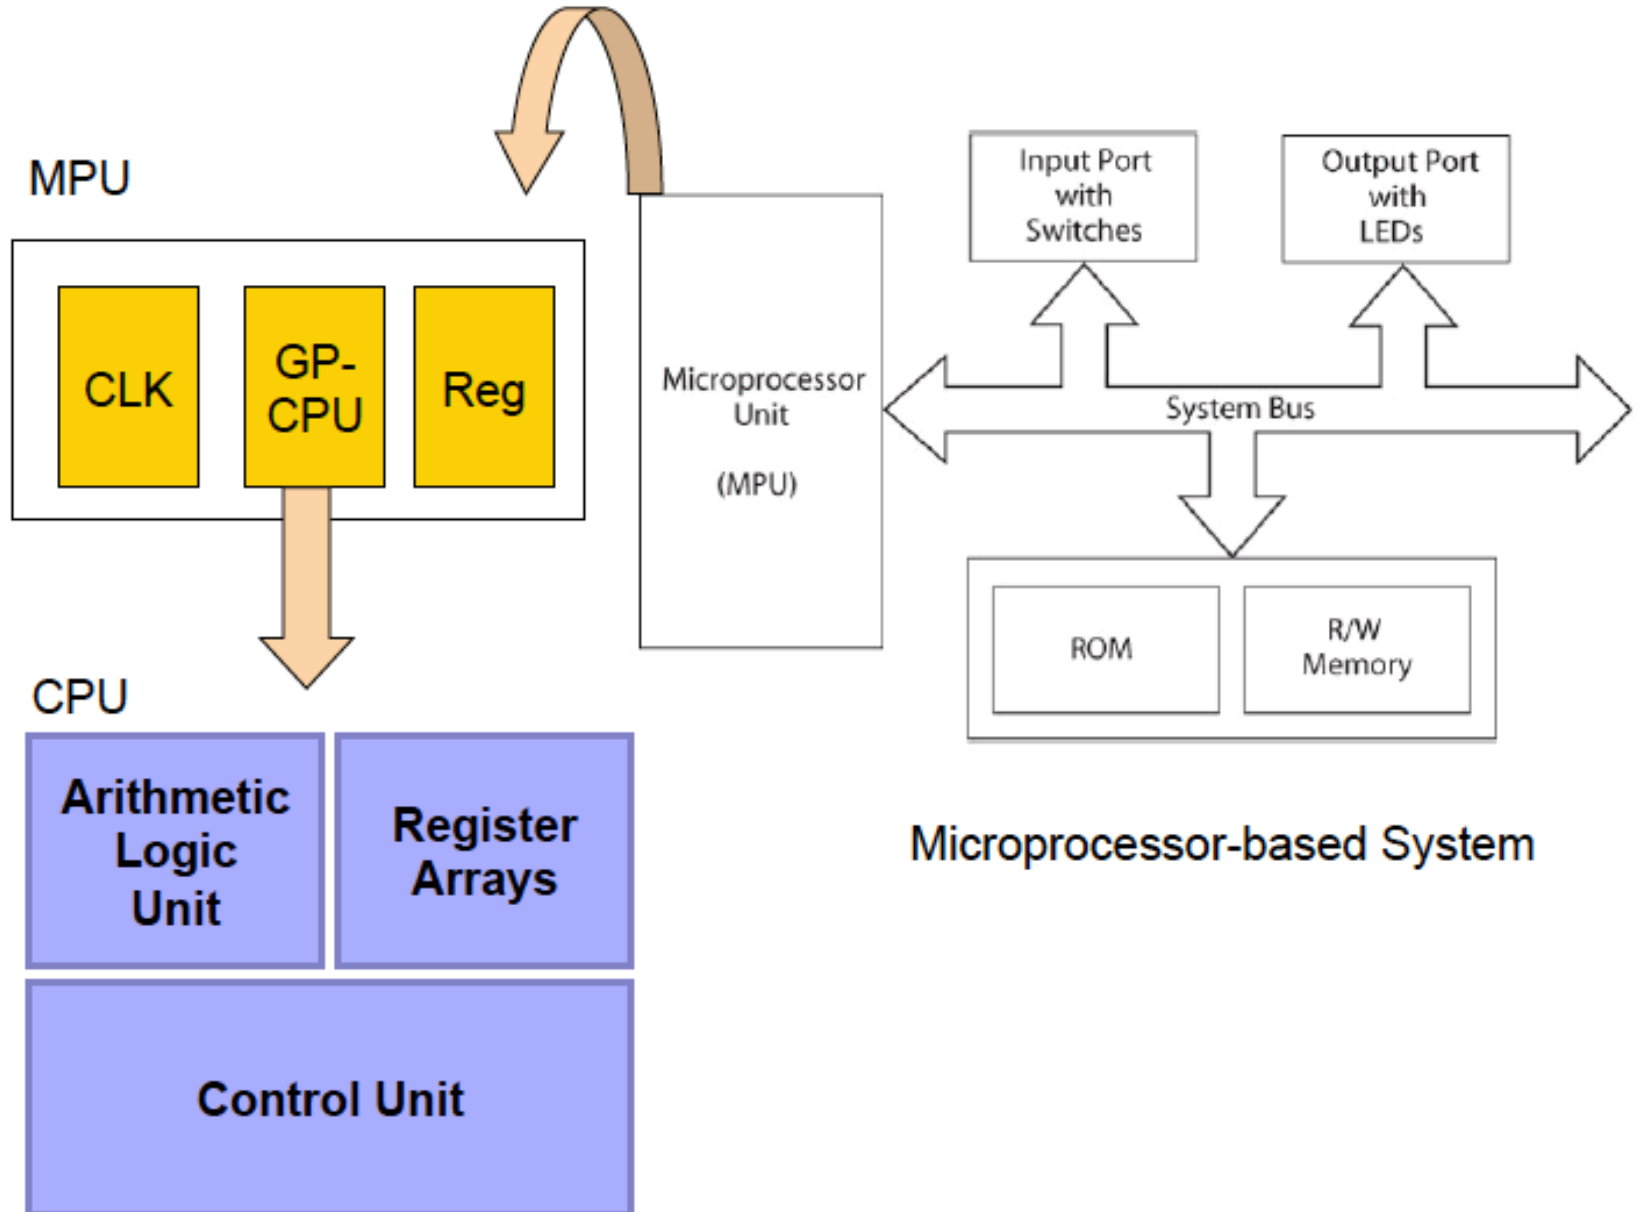 MPU
CLK
GP-
CPU
Reg
CPU
Arithmetic
Logic
Unit
Register
Arrays
Control Unit
Microprocessor
Unit
(MPU)
Input Port
with
Switches
Output Port
with
LEDs
System Bus
ROM
R/W
Memory
Microprocessor-based System